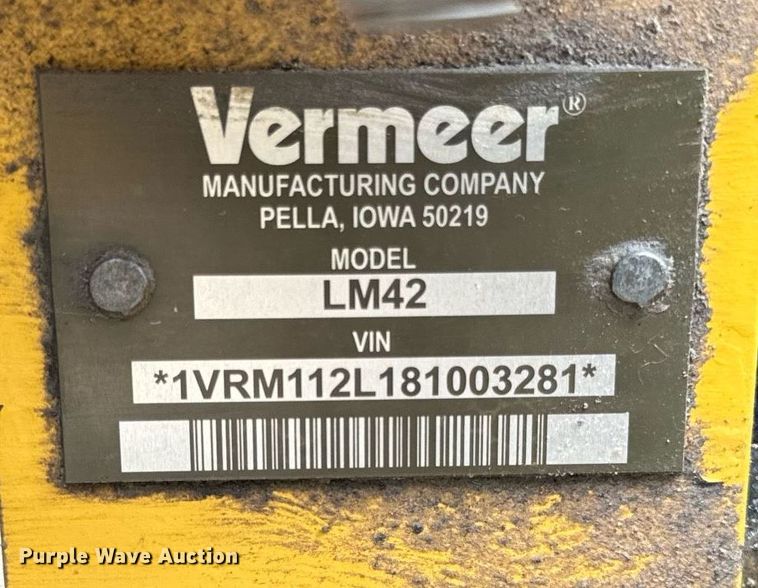 Vermeer®
MANUFACTURING COMPANY
PELLA, IOWA 50219
MODEL
LM42
VIN
*1VRM112L181003281*
Purple Wave Auction